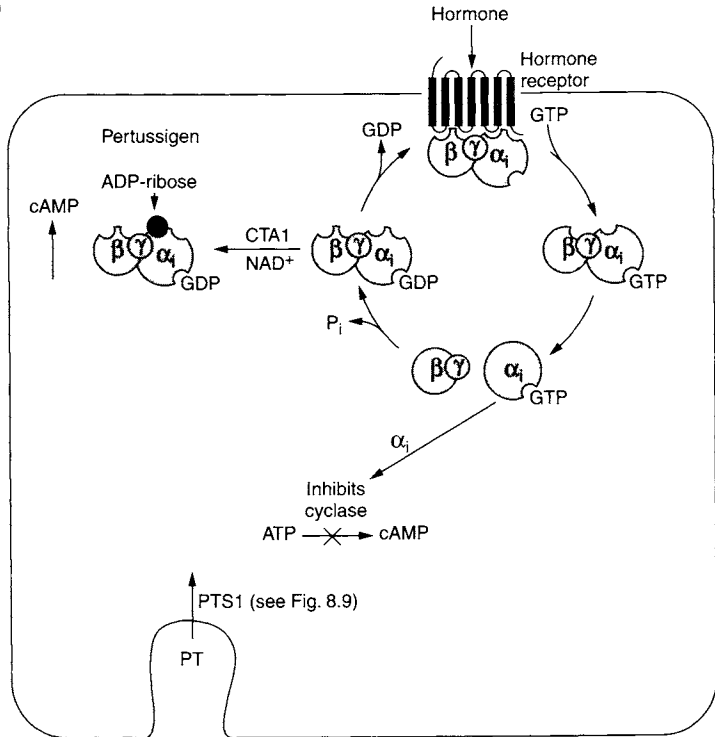 Hormone
Hormone
receptor
GTP
GDP
β γ αi
Pertussigen
ADP-ribose
cAMP
β γ αi
GDP
CTA1
NAD+
β γ αi
GDP
β γ αi
GTP
Pi
β γ
αi
GTP
αi
Inhibits
cyclase
ATP cAMP
PTS1 (see Fig. 8.9)
PT